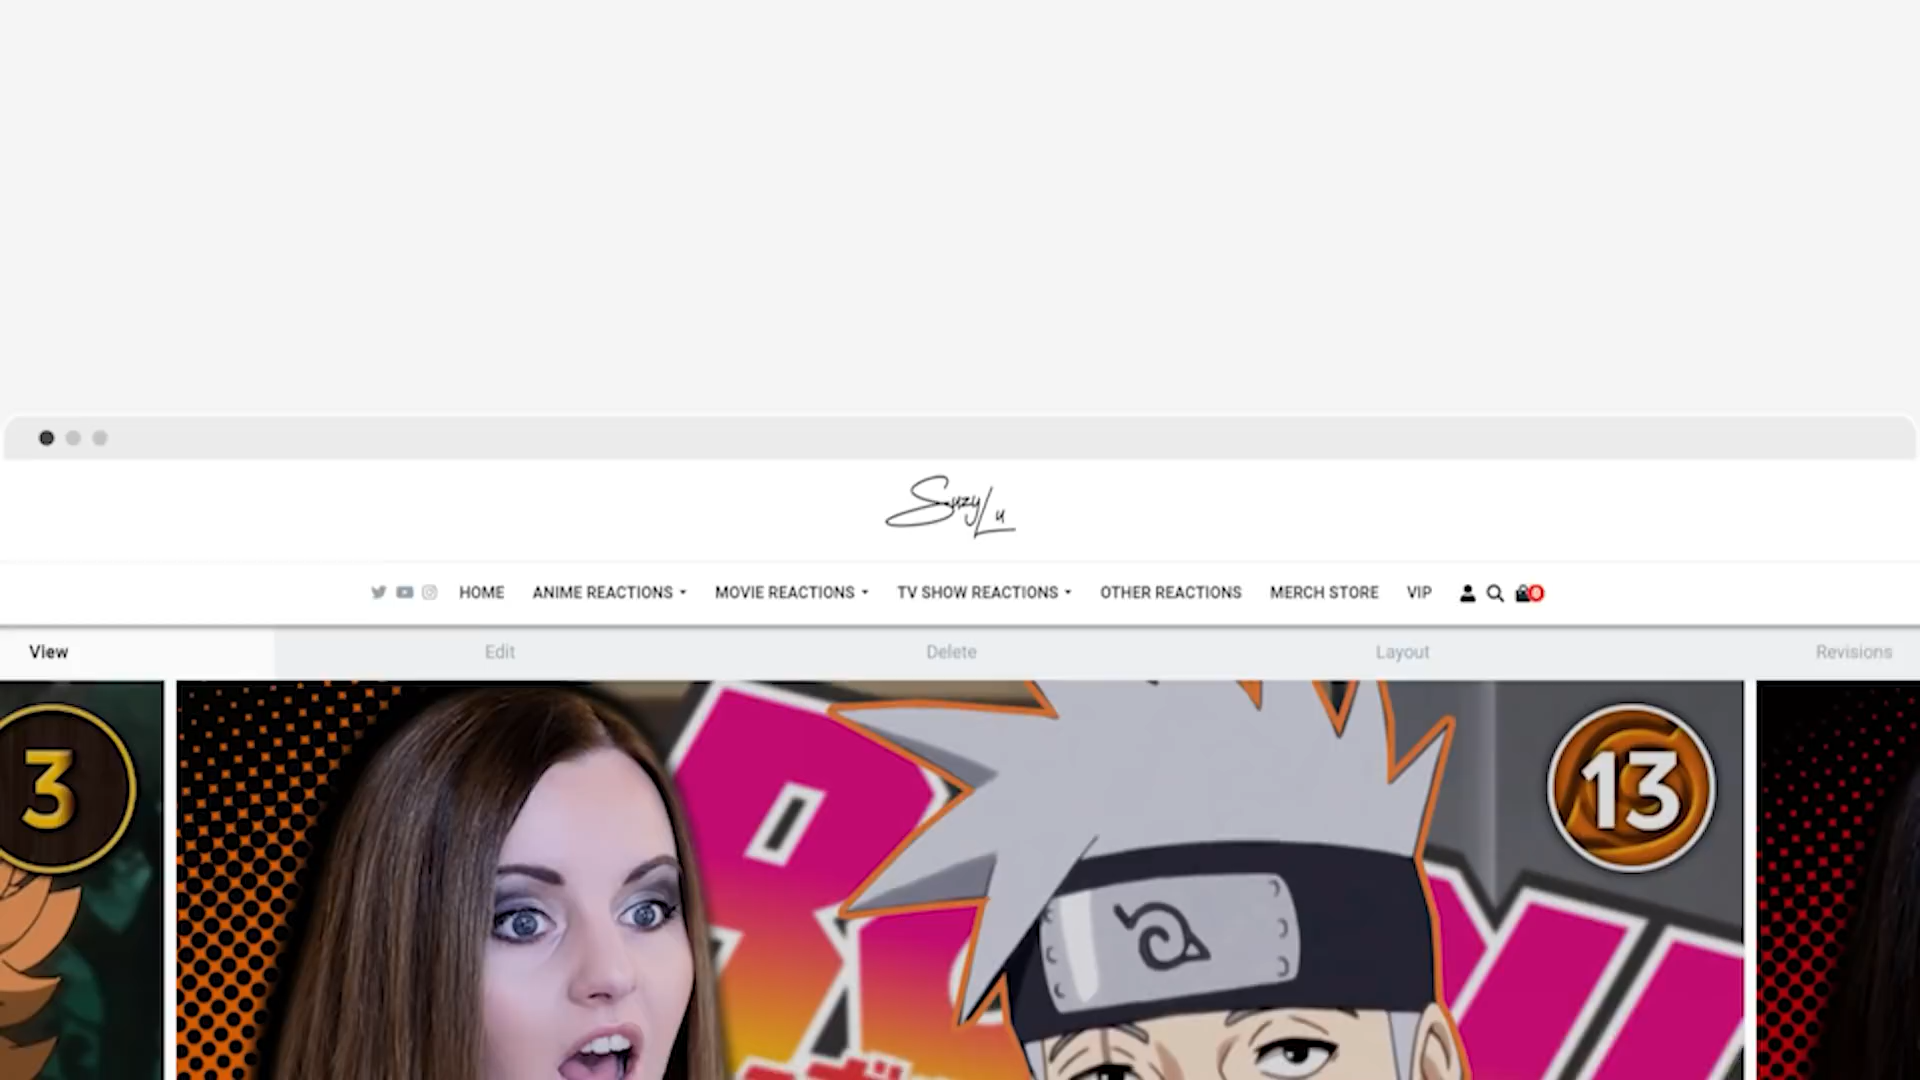 Suzy Lu
HOME ANIME REACTIONS MOVIE REACTIONS TV SHOW REACTIONS OTHER REACTIONS MERCH STORE VIP 0
View Edit Delete Layout Revisions
3
13